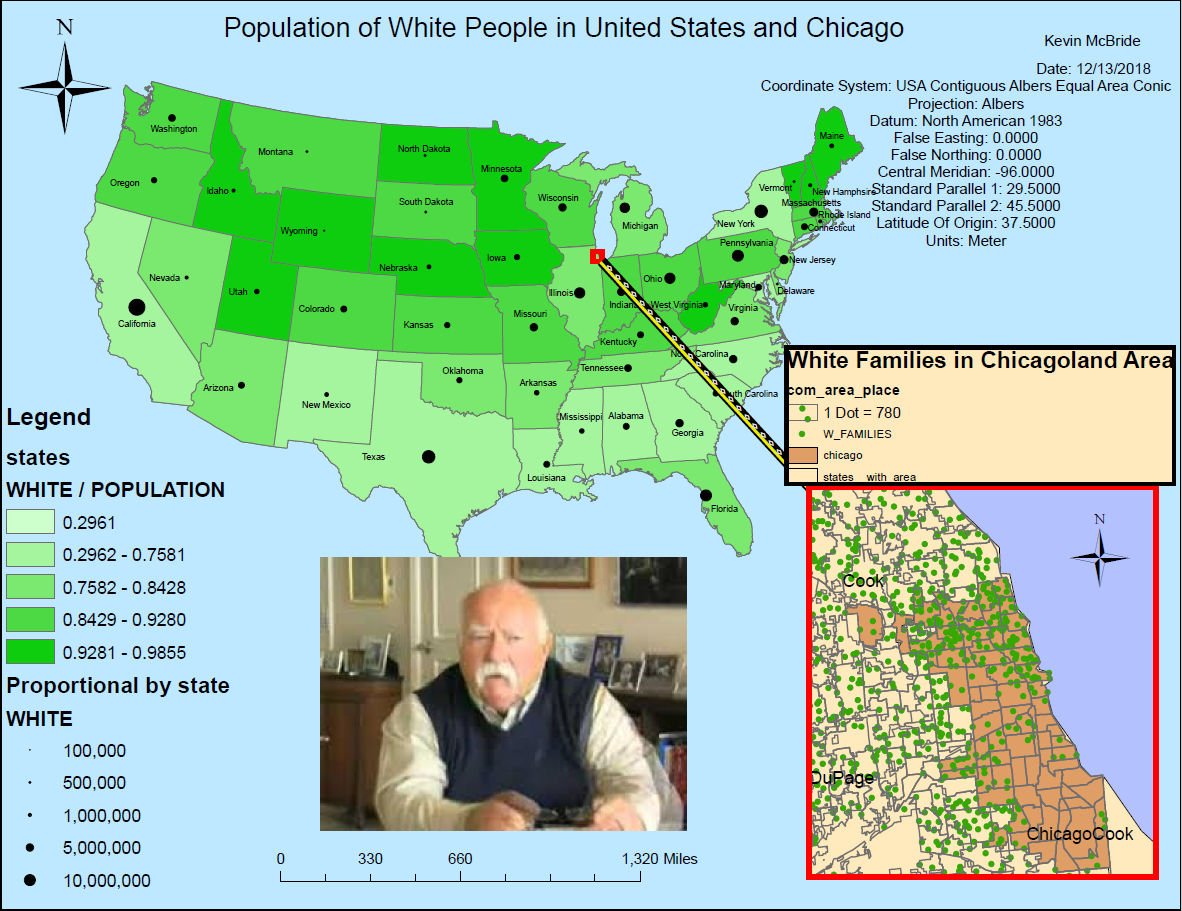 Population of White People in United States and Chicago
N
Kevin McBride
Date: 12/13/2018
Coordinate System: USA Contiguous Albers Equal Area Conic
Projection: Albers
Datum: North American 1983
False Easting: 0.0000
False Northing: 0.0000
Central Meridian: -96.0000
Standard Parallel 1: 29.5000
Standard Parallel 2: 45.5000
Latitude Of Origin: 37.5000
Units: Meter
Washington
Montana
North Dakota
Minnesota
Maine
Oregon
Idaho
South Dakota
Wisconsin
Michigan
Vermont
New Hampshire
Massachusetts
Rhode Island
Connecticut
New York
Wyoming
Nebraska
Iowa
Pennsylvania
New Jersey
Nevada
Utah
Colorado
Kansas
Missouri
Illinois
Indiana
Ohio
West Virginia
Maryland
Delaware
Virginia
California
Kentucky
Arizona
New Mexico
Oklahoma
Arkansas
Tennessee
North Carolina
South Carolina
Mississippi
Alabama
Georgia
Texas
Louisiana
Florida
White Families in Chicagoland Area
com_area_place
1 Dot = 780
W_FAMILIES
chicago
states with area
Legend
states
WHITE / POPULATION
0.2961
0.2962 - 0.7581
0.7582 - 0.8428
0.8429 - 0.9280
0.9281 - 0.9855
Proportional by state
WHITE
100,000
500,000
1,000,000
5,000,000
10,000,000
0 330 660 1,320 Miles
N
Cook
DuPage
ChicagoCook